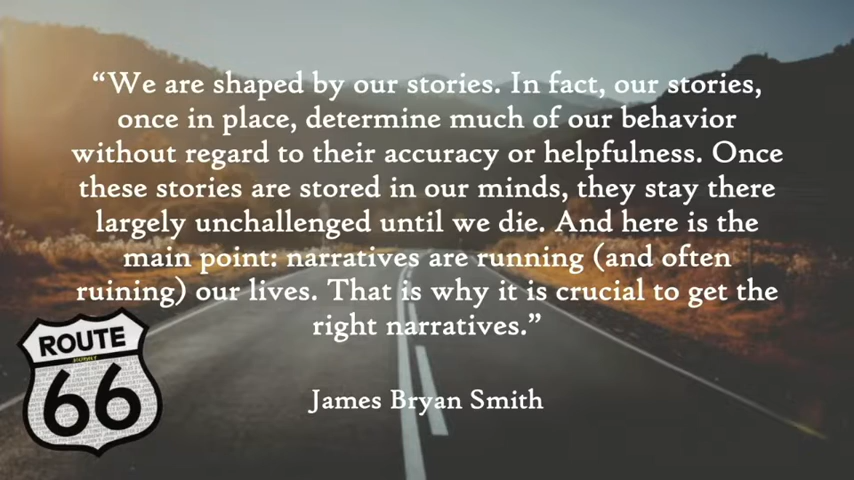 “We are shaped by our stories. In fact, our stories,
once in place, determine much of our behavior
without regard to their accuracy or helpfulness. Once
these stories are stored in our minds, they stay there
largely unchallenged until we die. And here is the
main point: narratives are running (and often
ruining) our lives. That is why it is crucial to get the
right narratives.”
James Bryan Smith
ROUTE
66